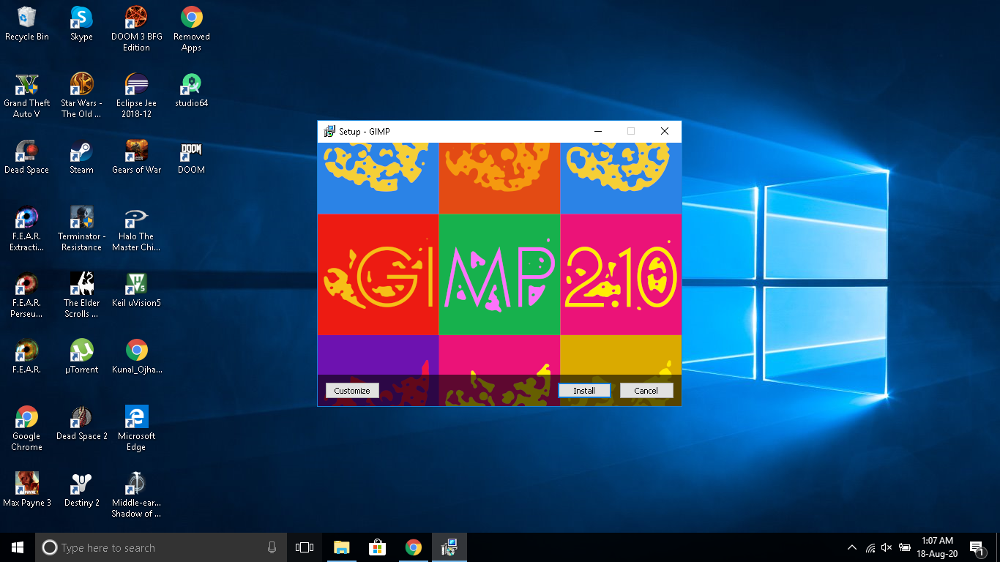 Recycle Bin
Skype
DOOM 3 BFG
Edition
Removed
Apps
Grand Theft
Auto V
Star Wars -
The Old ...
Eclipse Jee
2018-12
studio64
Dead Space
Steam
Gears of War
DOOM
DOOM
F.E.A.R.
Extracti...
Terminator -
Resistance
Halo The
Master Chi...
F.E.A.R.
Perseu...
The Elder
Scrolls ...
Keil uVision5
F.E.A.R.
µTorrent
Kunal_Ojha...
Google
Chrome
Dead Space 2
Microsoft
Edge
Max Payne 3
Destiny 2
Middle-ear...
Shadow of ...
Setup - GIMP
GIMP 2.10
Customize
Install
Cancel
Type here to search
1:07 AM
18-Aug-20
1